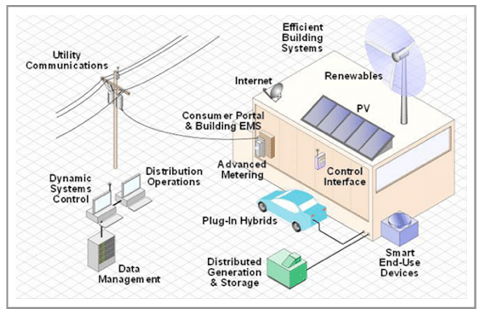 Efficient
Building
Systems
Utility
Communications
Renewables
Internet
PV
Consumer Portal
& Building EMS
Advanced
Metering
Control
Interface
Dynamic
Systems
Control
Distribution
Operations
Plug-In Hybrids
Data
Management
Distributed
Generation
& Storage
Smart
End-Use
Devices